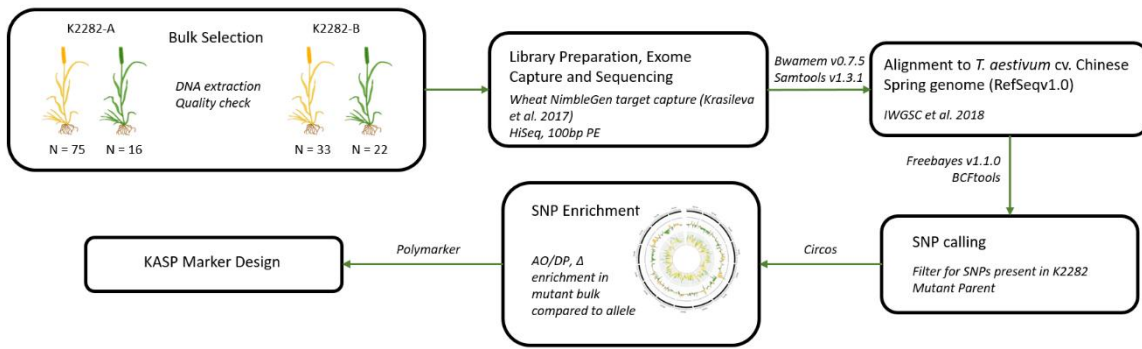 K2282-A
Bulk Selection
K2282-B
DNA extraction
Quality check
N = 75
N = 16
N = 33
N = 22
Library Preparation, Exome
Capture and Sequencing
Wheat NimbleGen target capture (Krasileva
et al. 2017)
HiSeq, 100bp PE
Bwamem v0.7.5
Samtools v1.3.1
Alignment to T. aestivum cv. Chinese
Spring genome (RefSeqv1.0)
IWGSC et al. 2018
Freebayes v1.1.0
BCFtools
SNP calling
Filter for SNPs present in K2282
Mutant Parent
Circos
SNP Enrichment
AO/DP, Δ
enrichment in
mutant bulk
compared to allele
Polymarker
KASP Marker Design